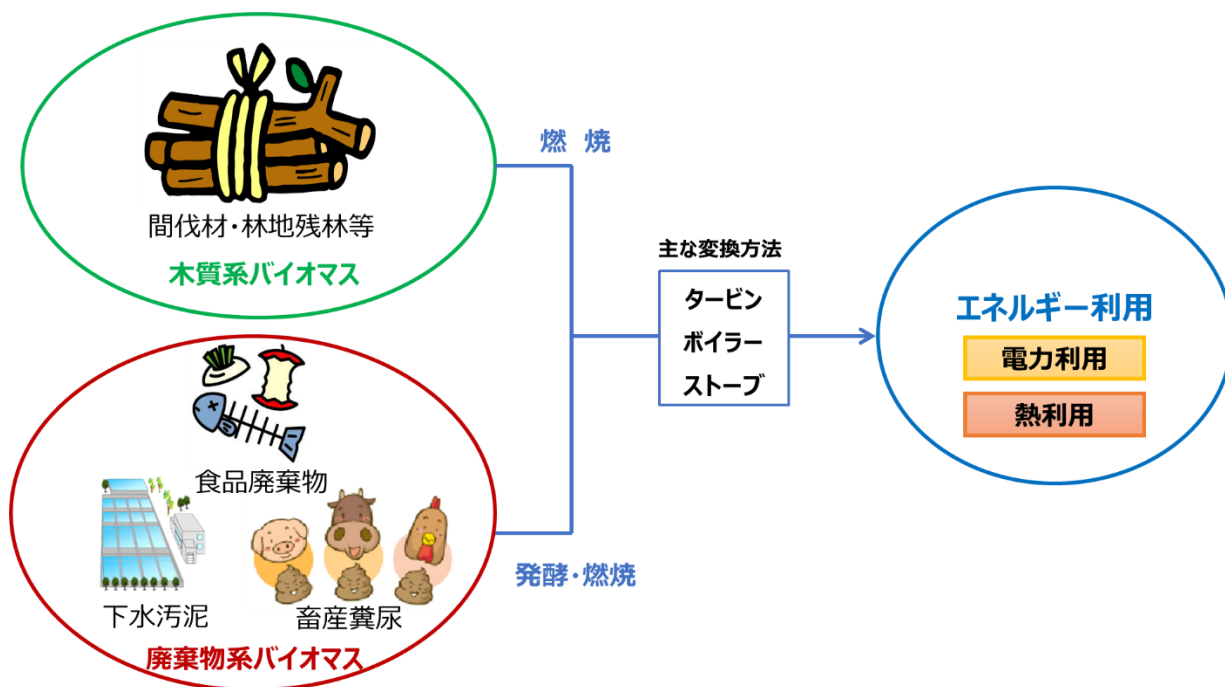 間伐材・林地残林等
木質系バイオマス
燃 焼
食品廃棄物
下水汚泥
畜産糞尿
廃棄物系バイオマス
発酵・燃焼
主な変換方法
タービン
ボイラー
ストーブ
エネルギー利用
電力利用
熱利用